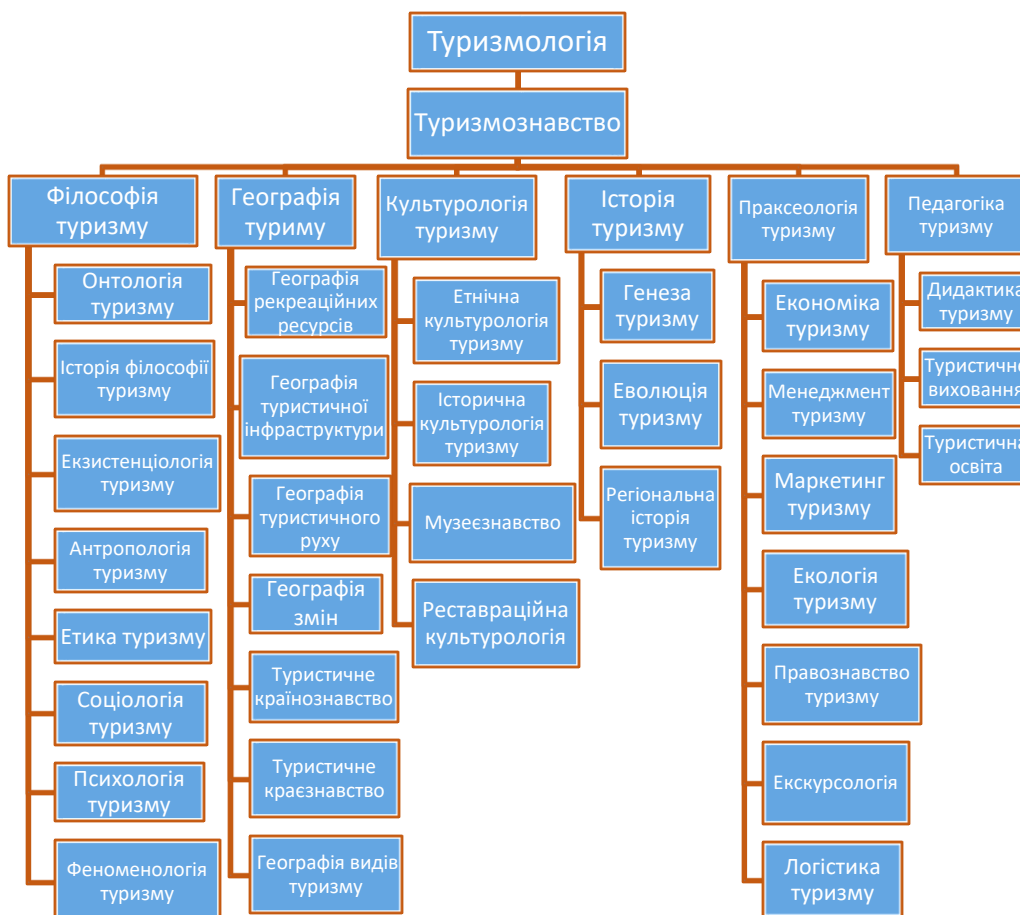 Туризмологія
Туризмознавство
Філософія
туризму
Онтологія
туризму
Історія філософії
туризму
Екзистенціологія
туризму
Антропологія
туризму
Етика туризму
Соціологія
туризму
Психологія
туризму
Феноменологія
туризму
Географія
туриму
Географія
рекреаційних
ресурсів
Географія
туристичної
інфраструктури
Географія
туристичного
руху
Географія
змін
Туристичне
країнознавство
Туристичне
краєзнавство
Географія видів
туризму
Культурологія
туризму
Етнічна
культурологія
туризму
Історична
культурологія
туризму
Музеєзнавство
Реставраційна
культурологія
Історія
туризму
Генеза
туризму
Еволюція
туризму
Регіональна
історія
туризму
Праксеологія
туризму
Економіка
туризму
Менеджмент
туризму
Маркетинг
туризму
Екологія
туризму
Правознавство
туризму
Екскурсологія
Логістика
туризму
Педагогіка
туризму
Дидактика
туризму
Туристичне
виховання
Туристична
освіта